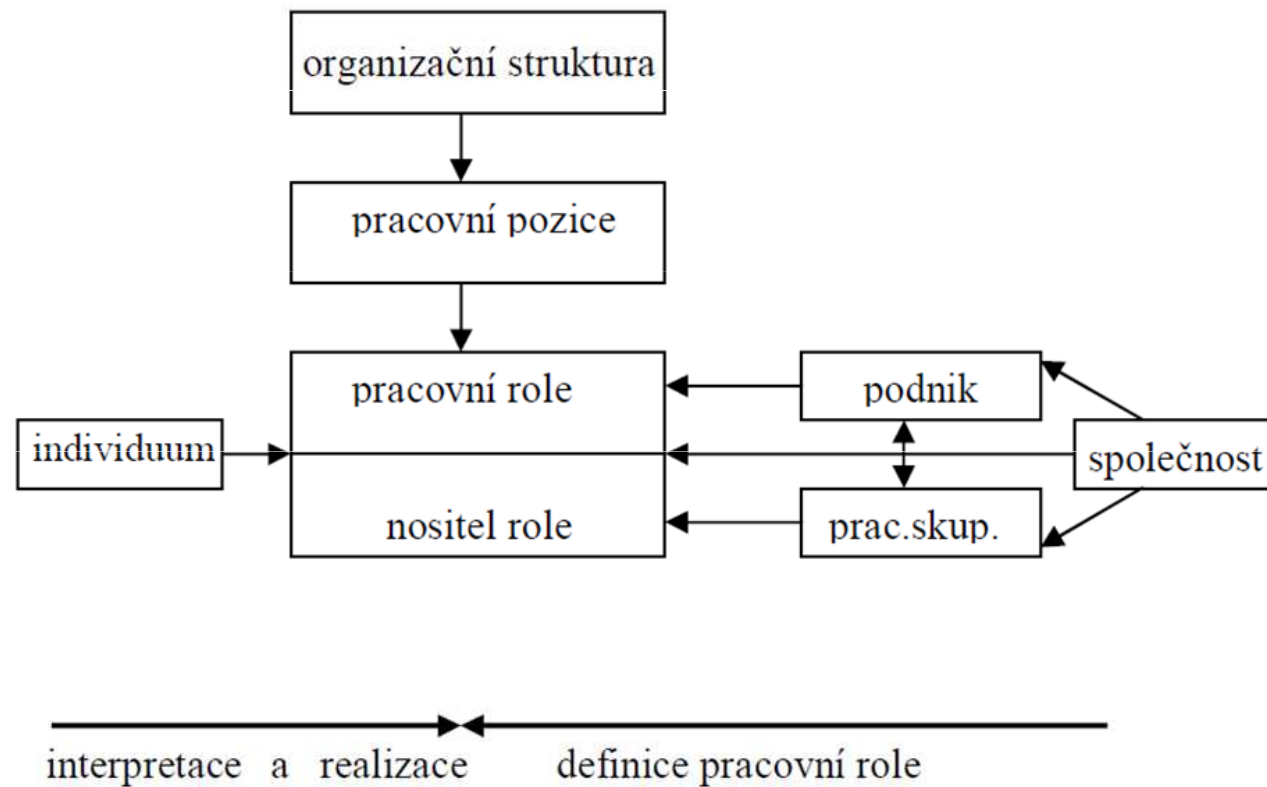 organizační struktura
pracovní pozice
pracovní role
podnik
individuum
společnost
nositel role
prac.skup.
interpretace a realizace
definice pracovní role